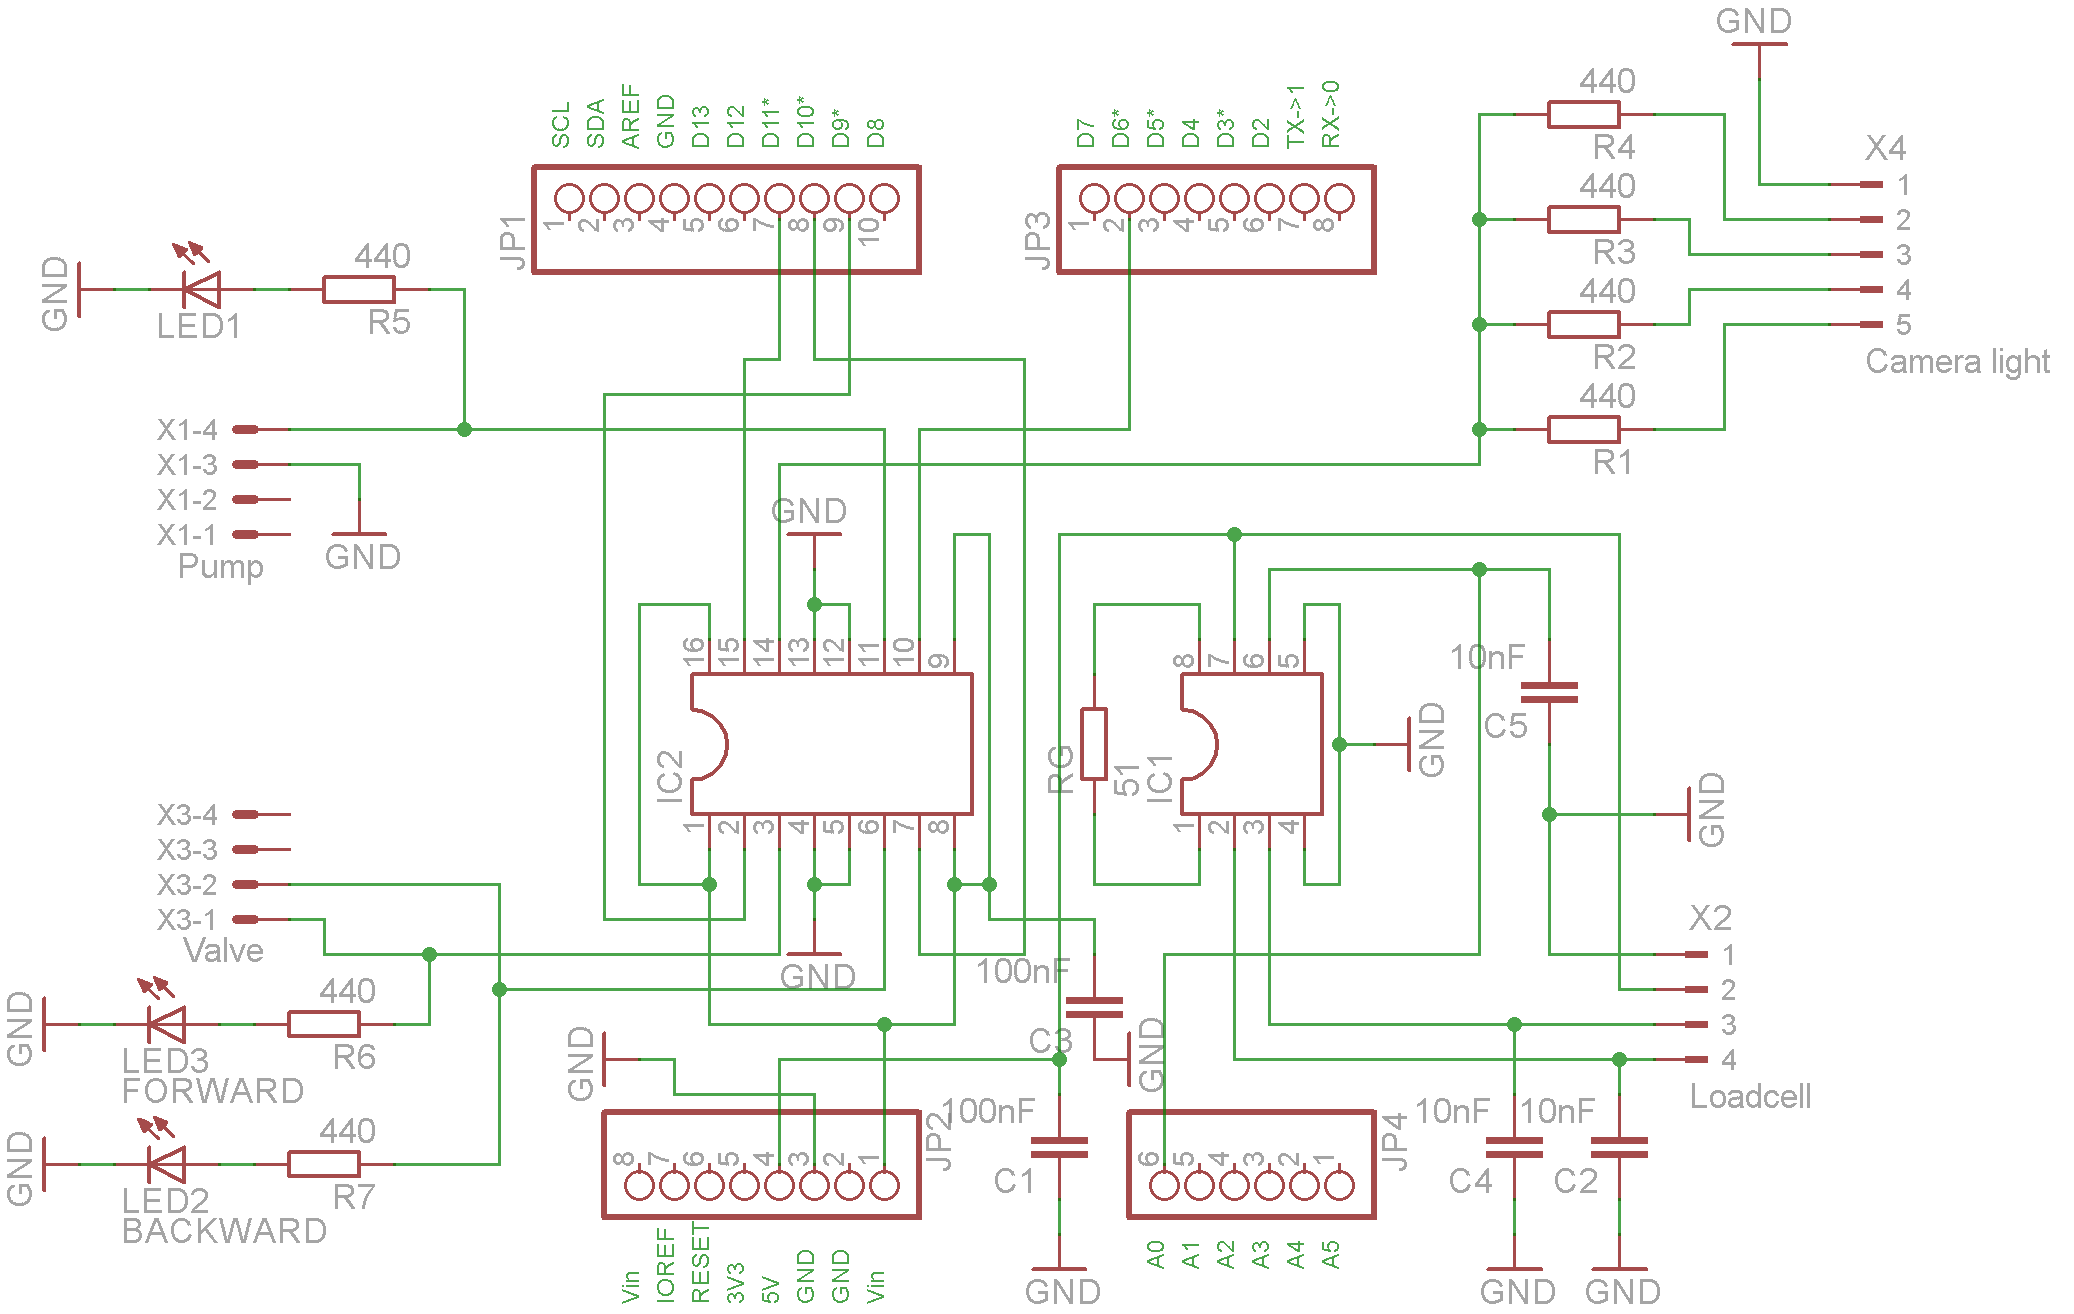 GND
SCL
SDA
AREF
GND
D13
D12
D11*
D10*
D9*
D8
1
2
3
4
5
6
7
8
9
10
JP1
D7
D6*
D5*
D4
D3*
D2
TX->1
RX->0
1
2
3
4
5
6
7
8
JP3
440
R4
440
R3
440
R2
440
R1
X4
1
2
3
4
5
Camera light
GND
LED1
440
R5
X1-4
X1-3
X1-2
X1-1
Pump
GND
GND
16
15
14
13
12
11
10
9
IC2
1
2
3
4
5
6
7
8
GND
8
7
6
5
RG
51
IC1
1
2
3
4
GND
10nF
C5
GND
X3-4
X3-3
X3-2
X3-1
Valve
GND
LED3
FORWARD
440
R6
GND
LED2
BACKWARD
440
R7
100nF
C3
GND
X2
1
2
3
4
Loadcell
GND
8
7
6
5
4
3
2
1
JP2
Vin
IOREF
RESET
3V3
5V
GND
GND
Vin
100nF
C1
GND
6
5
4
3
2
1
JP4
A0
A1
A2
A3
A4
A5
10nF
C4
GND
10nF
C2
GND